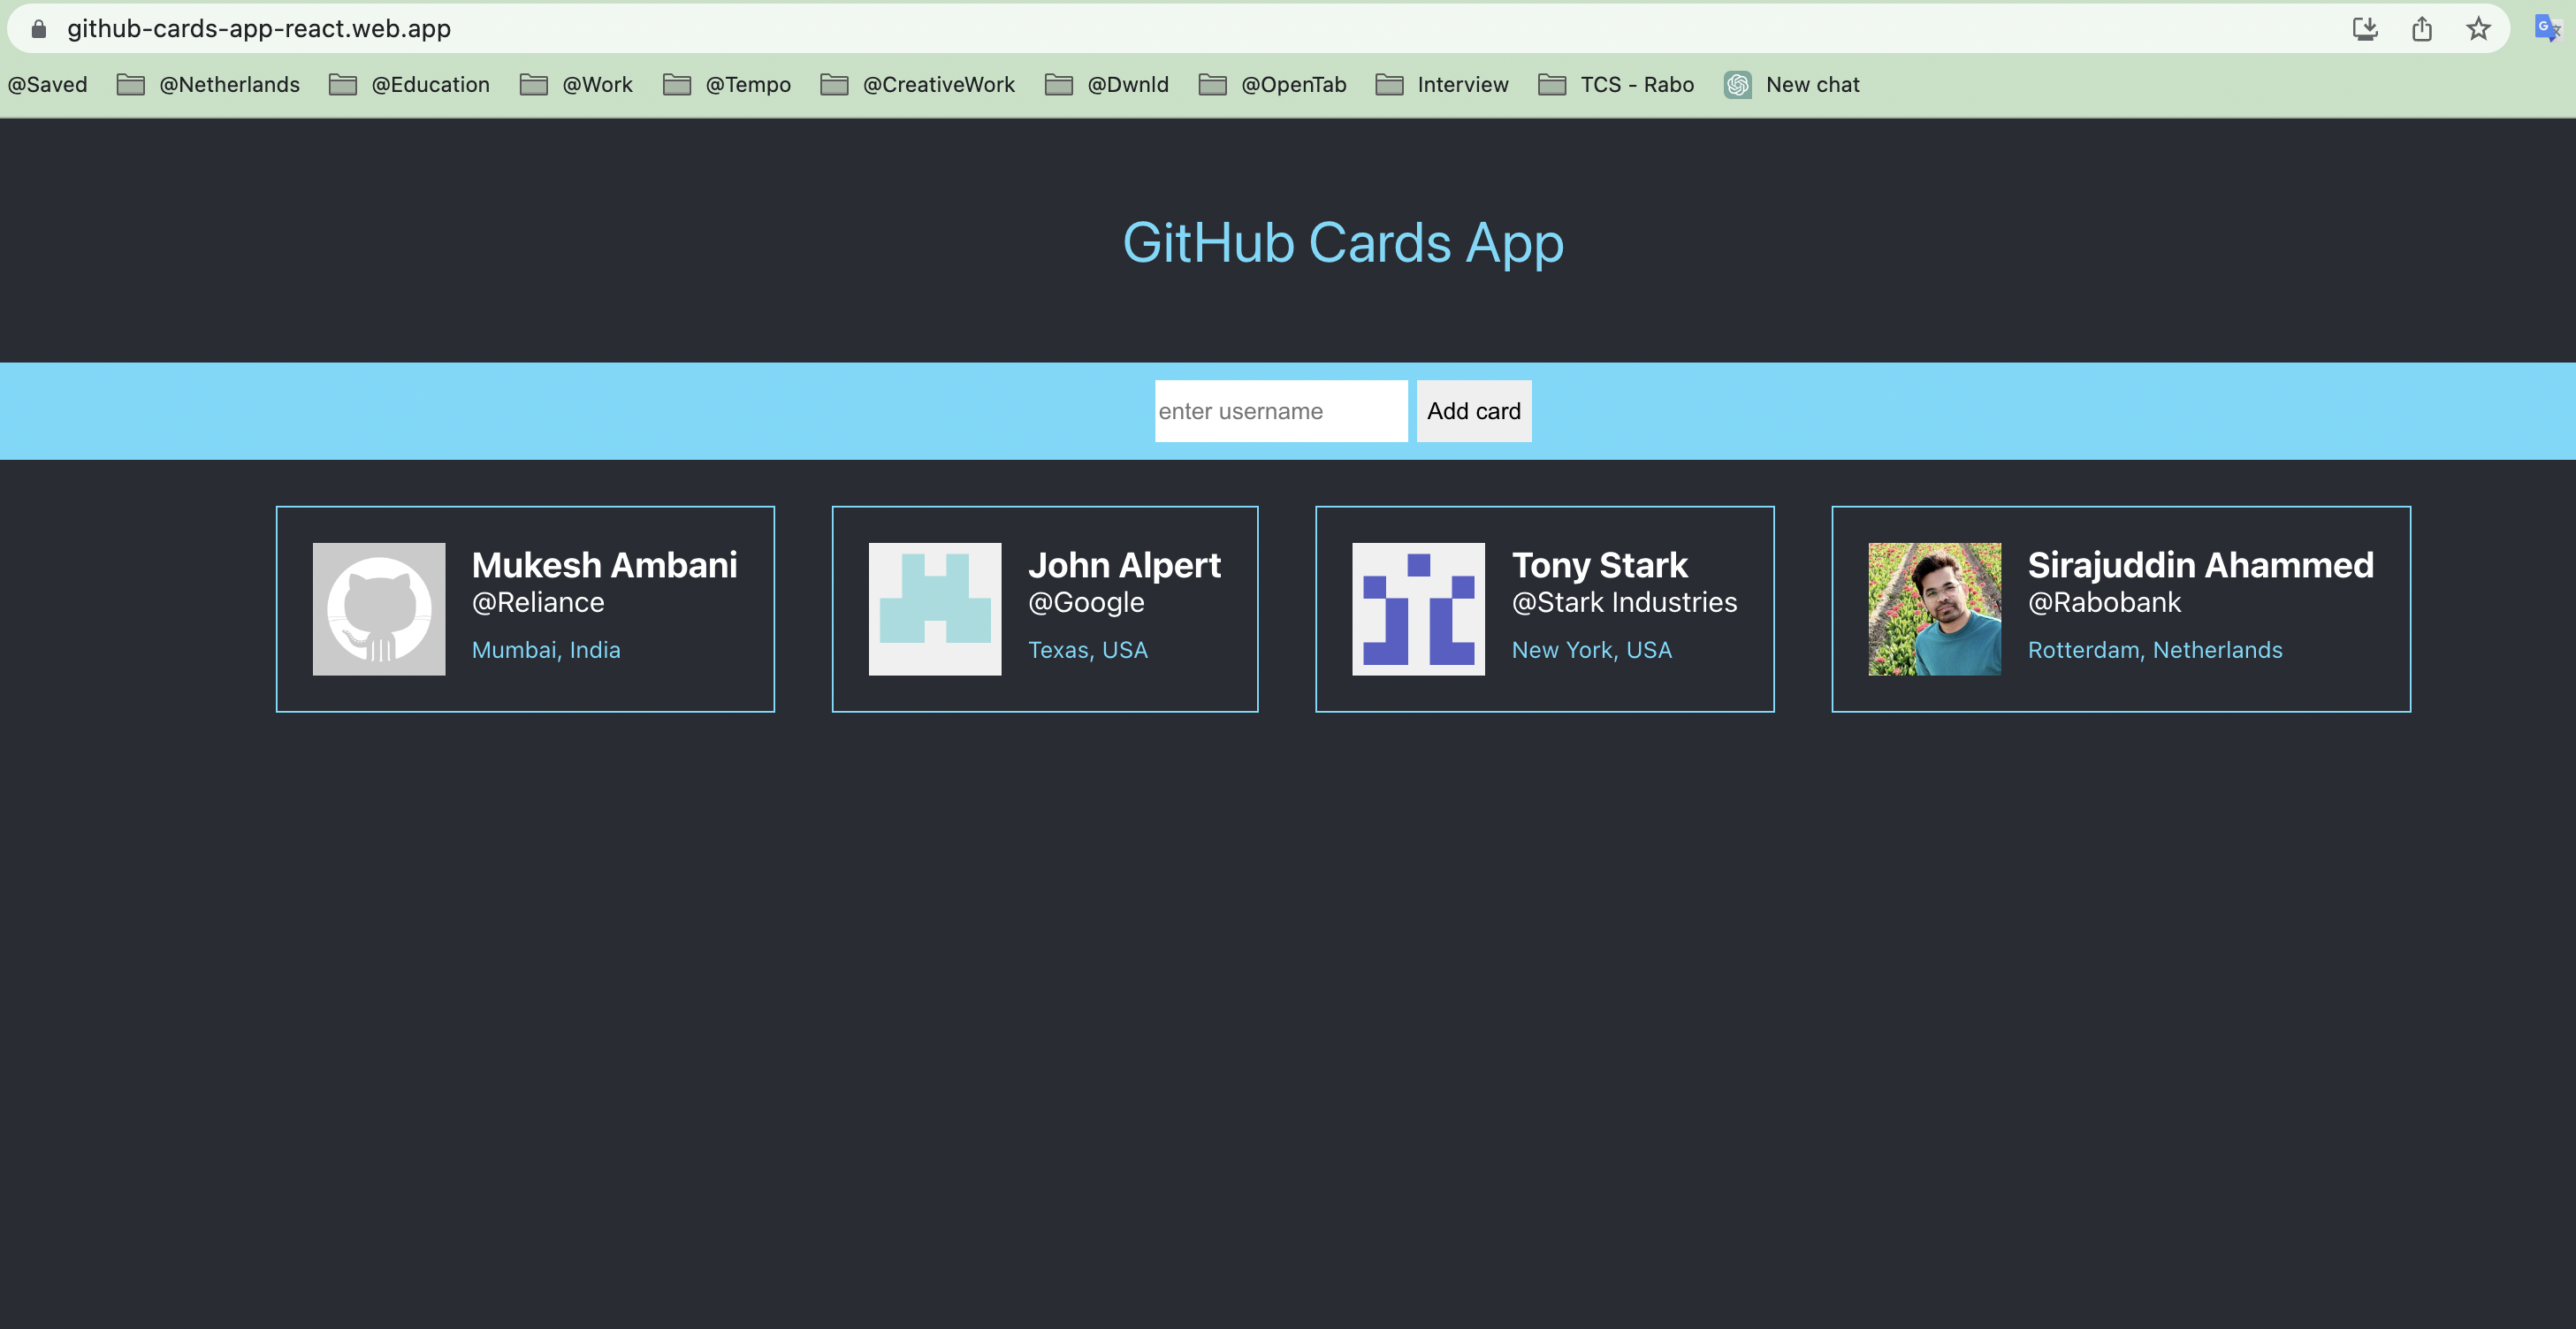 github-cards-app-react.web.app
@Saved @Netherlands @Education @Work @Tempo @CreativeWork @Dwnld @OpenTab Interview TCS - Rabo New chat
GitHub Cards App
enter username Add card
Mukesh Ambani
@Reliance
Mumbai, India
John Alpert
@Google
Texas, USA
Tony Stark
@Stark Industries
New York, USA
Sirajuddin Ahammed
@Rabobank
Rotterdam, Netherlands